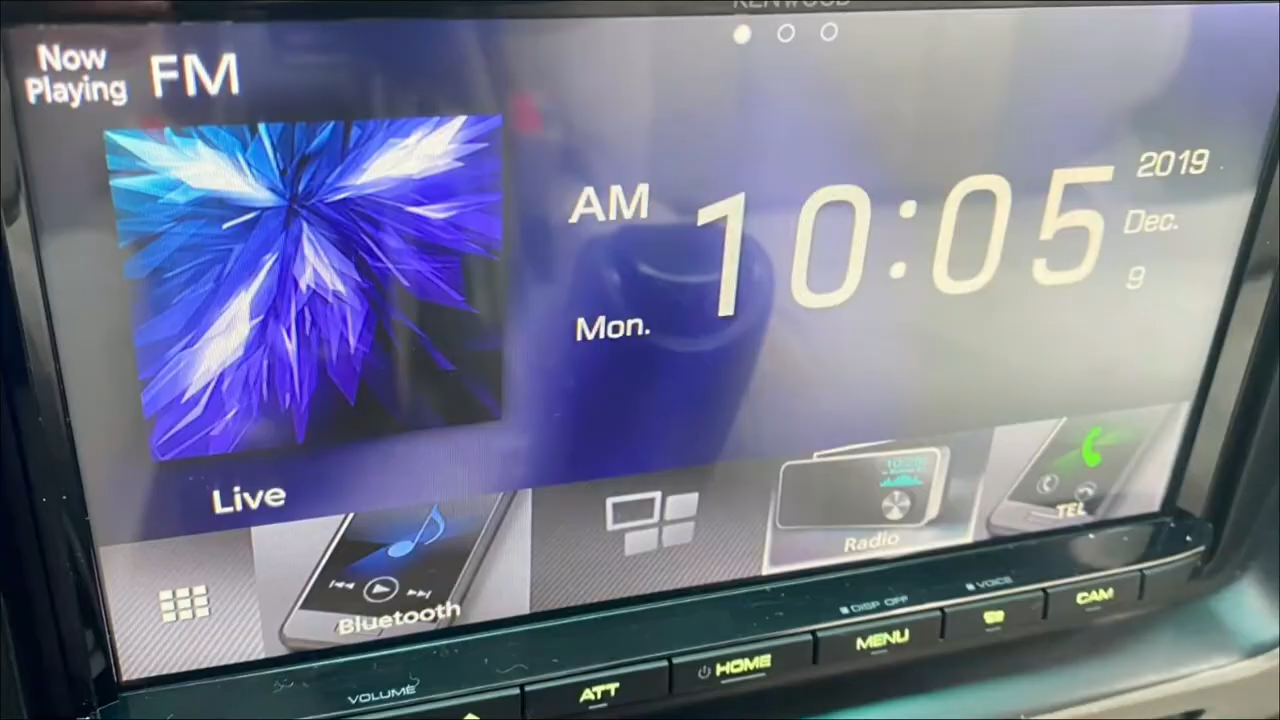 KENWOOD
Now
Playing
FM
2019
AM 10:05
Dec.
9
Mon.
Live
Bluetooth
Radio
TEL
VOLUME
DISP OFF
VOICE
ATT
HOME
MENU
CAM